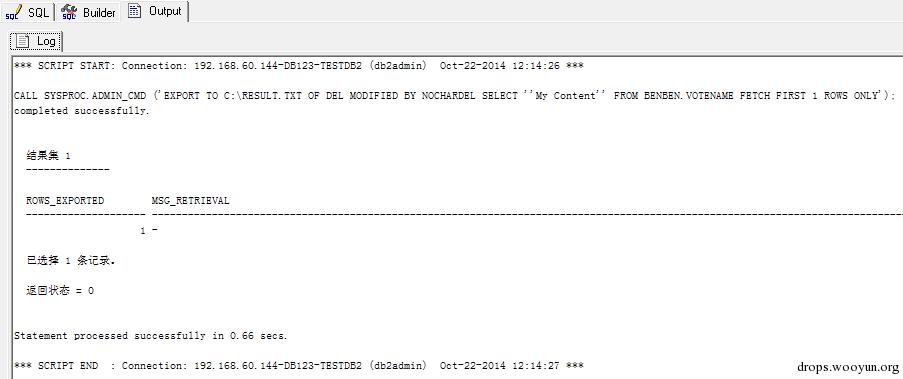 SQL Builder Output
Log
*** SCRIPT START: Connection: 192.168.60.144-DB123-TESTDB2 (db2admin) Oct-22-2014 12:14:26 ***
CALL SYSPROC.ADMIN_CMD ('EXPORT TO C:\RESULT.TXT OF DEL MODIFIED BY NOCHARDEL SELECT ''My Content'' FROM BENBEN.VOTENAME FETCH FIRST 1 ROWS ONLY');
completed successfully.
结果集 1
--------------
ROWS_EXPORTED MSG_RETRIEVAL
1 -
已选择 1 条记录.
返回状态 = 0
Statement processed successfully in 0.66 secs.
*** SCRIPT END : Connection: 192.168.60.144-DB123-TESTDB2 (db2admin) Oct-22-2014 12:14:27 ***
drops.wooyun.org